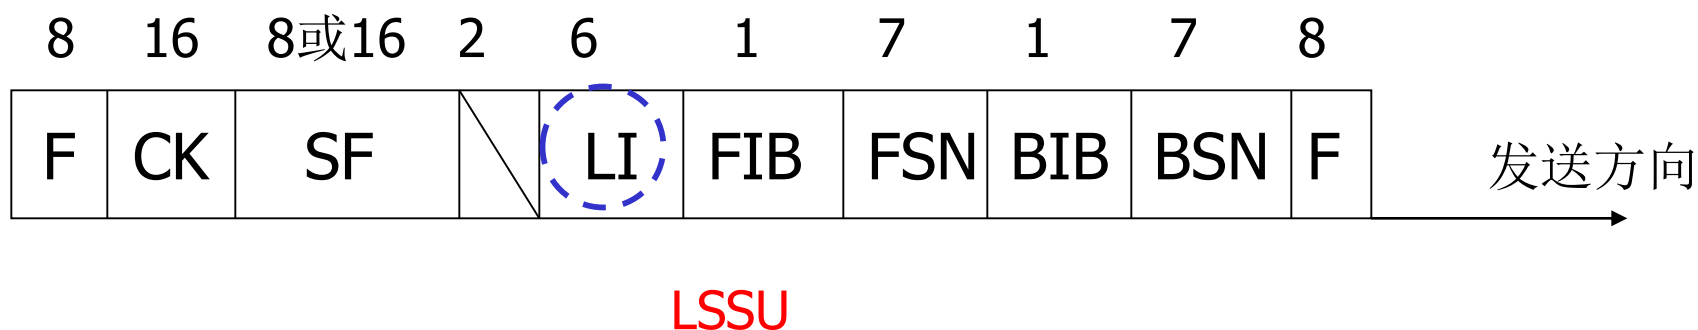 8 16 8或16 2 6 1 7 1 7 8
F CK SF LI FIB FSN BIB BSN F
发送方向
LSSU